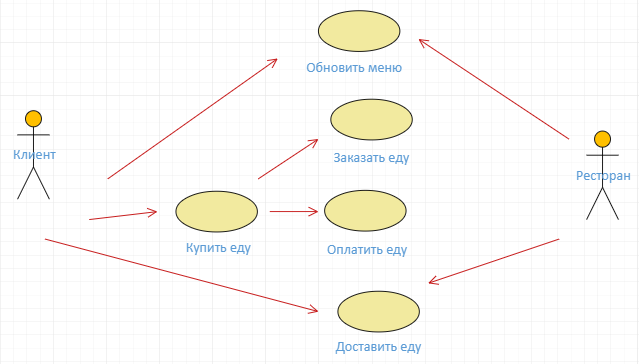 Обновить меню
Клиент
Заказать еду
Ресторан
Купить еду
Оплатить еду
Доставить еду